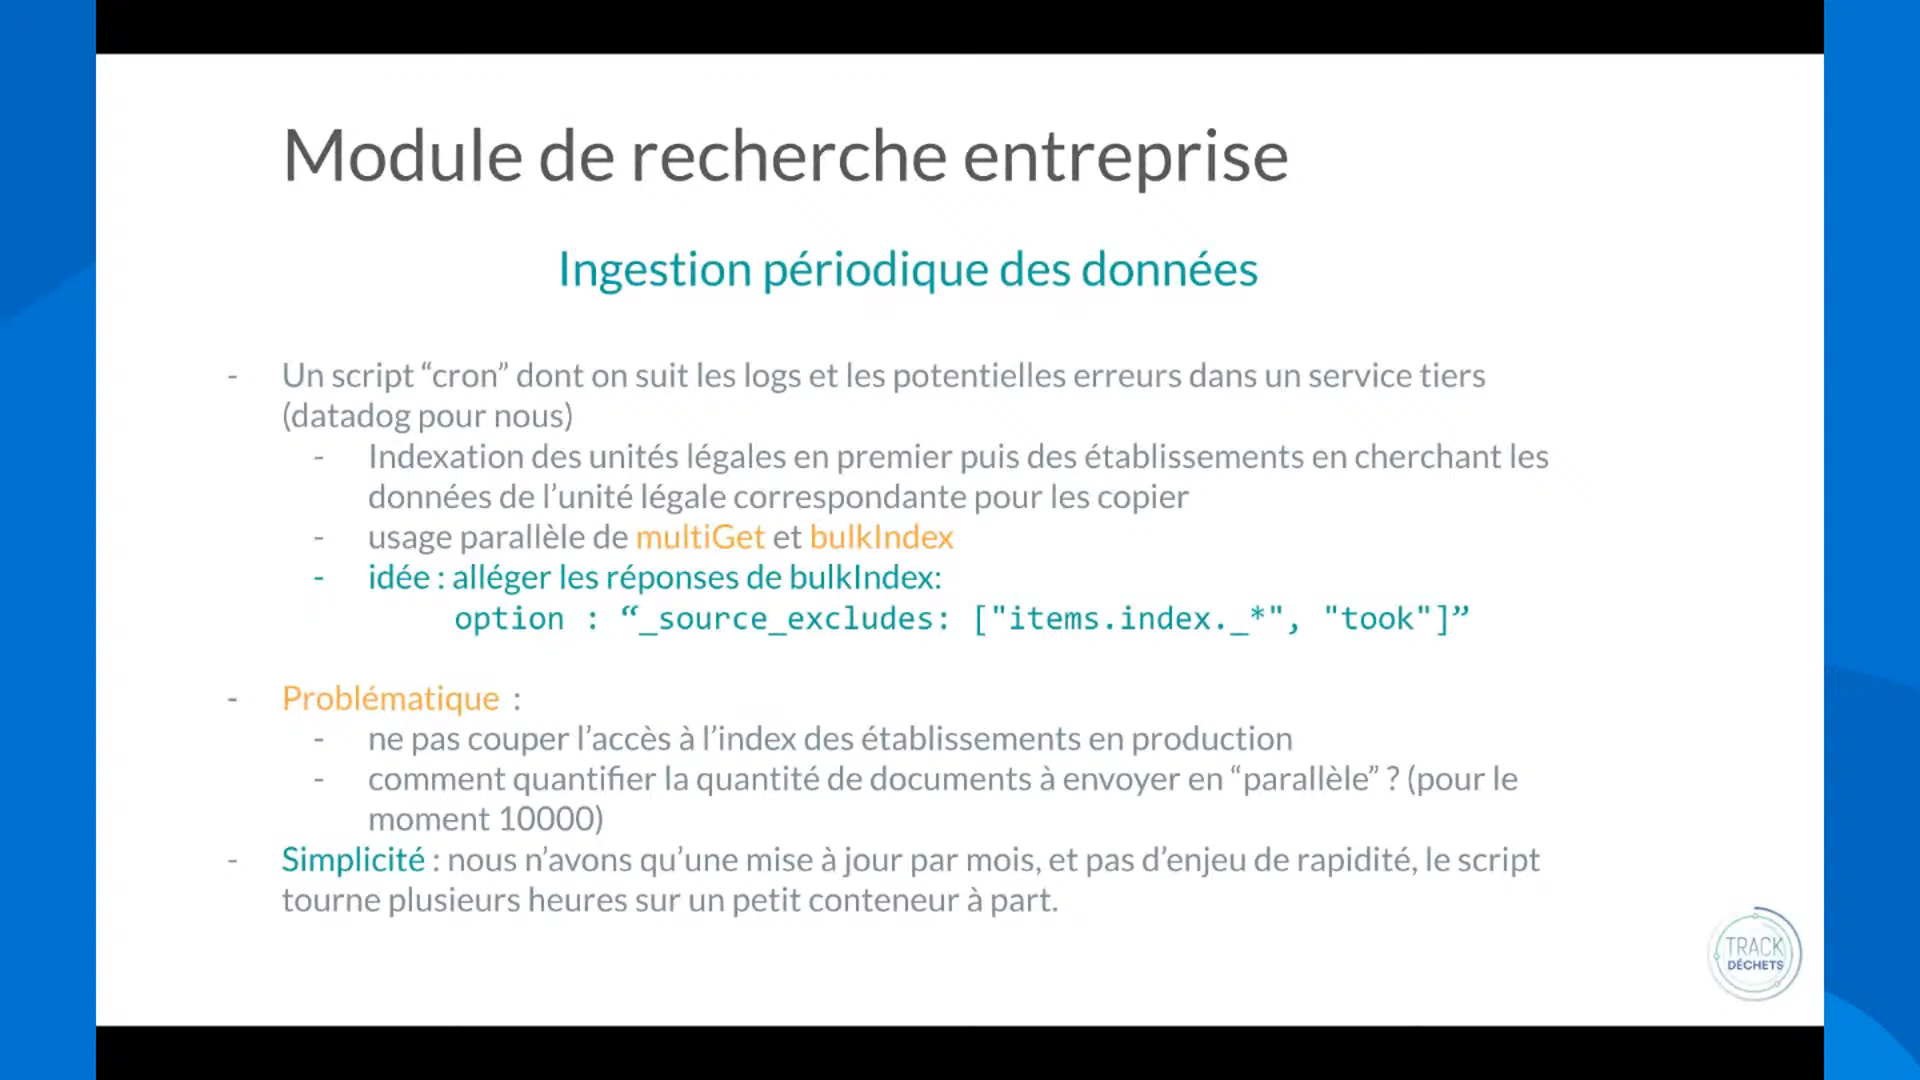 Module de recherche entreprise
Ingestion périodique des données
- Un script “cron” dont on suit les logs et les potentielles erreurs dans un service tiers
(datadog pour nous)
- Indexation des unités légales en premier puis des établissements en cherchant les
données de l’unité légale correspondante pour les copier
- usage parallèle de multiGet et bulkIndex
- idée : alléger les réponses de bulkIndex:
option : “_source_excludes: ["items.index._*", "took"]”
- Problématique :
- ne pas couper l’accès à l’index des établissements en production
- comment quantifier la quantité de documents à envoyer en “parallèle” ? (pour le
moment 10000)
- Simplicité : nous n’avons qu’une mise à jour par mois, et pas d’enjeu de rapidité, le script
tourne plusieurs heures sur un petit conteneur à part.
TRACK
DÉCHETS